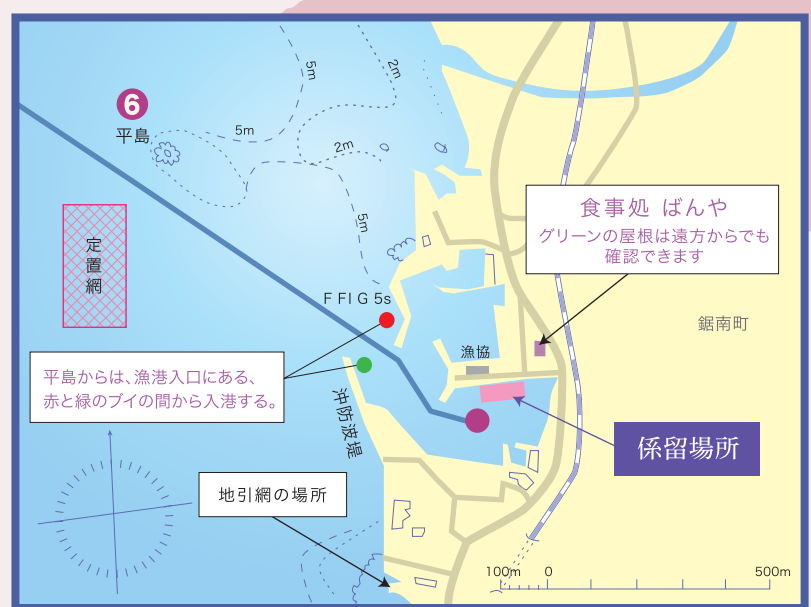 5m
2m
6
平島
5m
2m
5m
定置網
食事処 ばんや
グリーンの屋根は遠方からでも
確認できます
F FI G 5s
鋸南町
漁協
平島からは、漁港入口にある、
赤と緑のブイの間から入港する。
沖防波堤
係留場所
地引網の場所
100m 0 500m